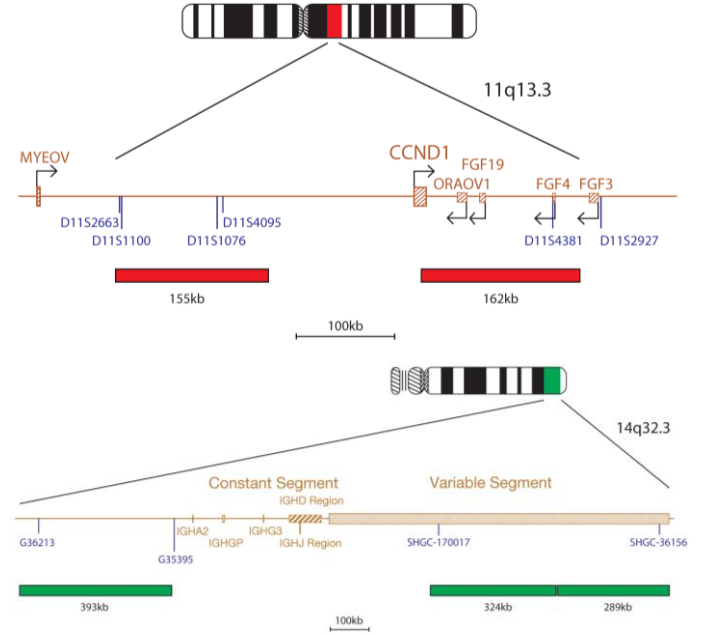 11q13.3
MYEOV
CCND1
FGF19
ORAOV1
FGF4
FGF3
D11S2663
D11S4095
D11S1100
D11S1076
D11S4381
D11S2927
155kb
162kb
100kb
14q32.3
Constant Segment
Variable Segment
IGHD Region
IGHA2
IGHG3
G36213
IGHGP
IGHJ Region
SHGC-170017
SHGC-36156
G35395
393kb
324kb
289kb
100kb